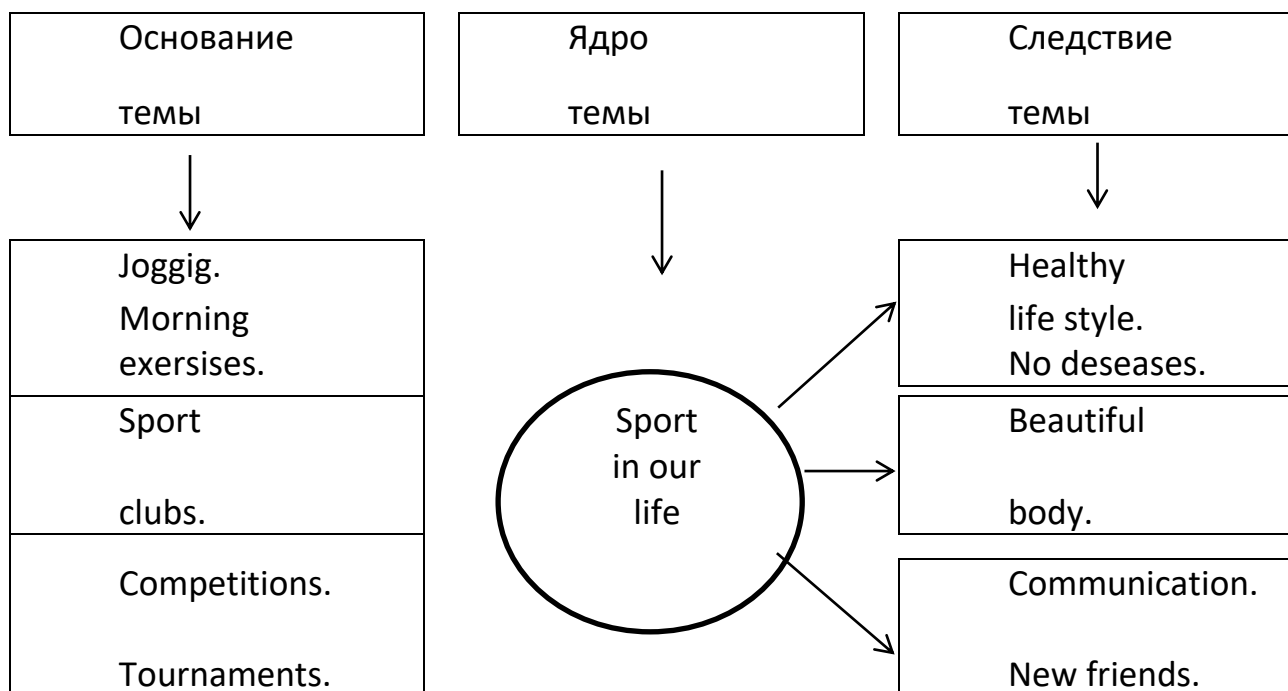 Основание
темы
Ядро
темы
Следствие
темы
Joggig.
Morning
exersises.
Sport
clubs.
Competitions.
Tournaments.
Sport
in our
life
Healthy
life style.
No deseases.
Beautiful
body.
Communication.
New friends.